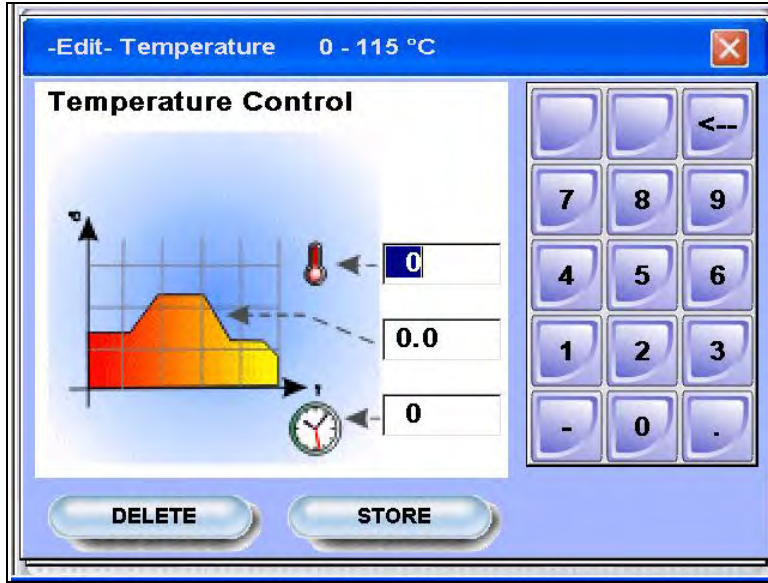 -Edit- Temperature 0 - 115 °C
Temperature Control
<--
7 8 9
0
4 5 6
0.0
1 2 3
0
- 0 .
DELETE STORE